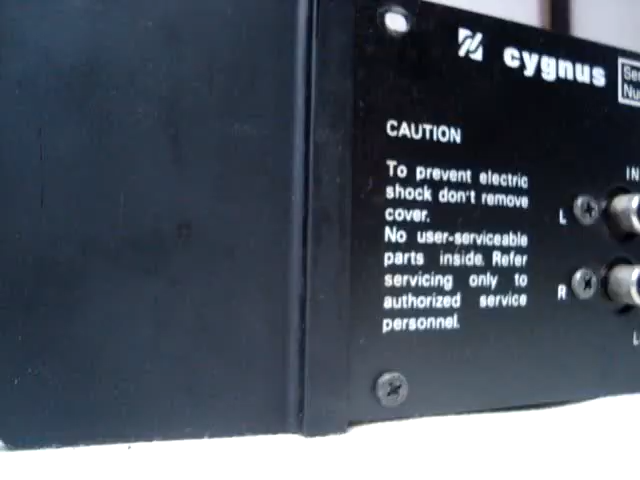 cygnus
CAUTION
To prevent electric
shock don't remove
cover.
No user-serviceable
parts inside. Refer
servicing only to
authorized service
personnel.
L
R